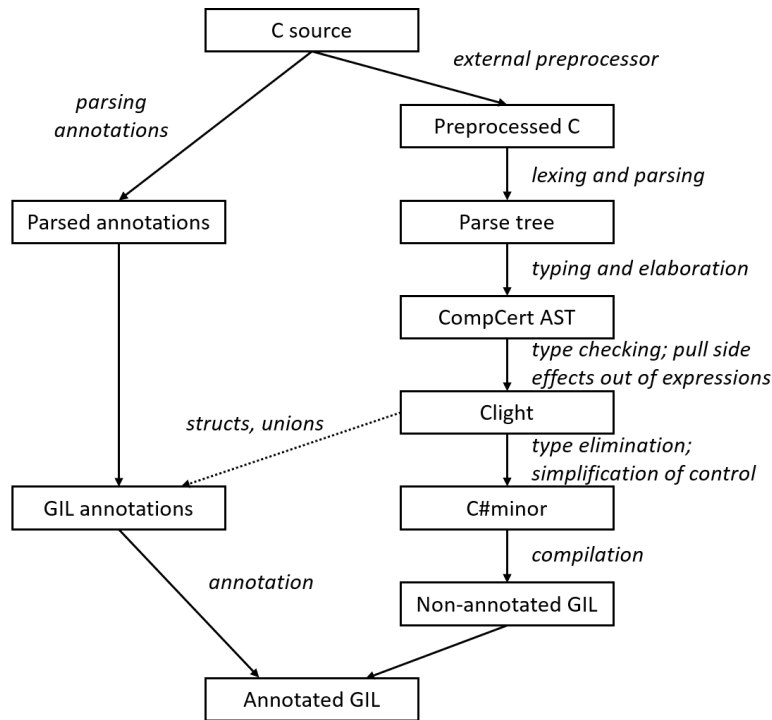 C source
external preprocessor
parsing
annotations
Preprocessed C
lexing and parsing
Parsed annotations
Parse tree
typing and elaboration
CompCert AST
type checking; pull side
effects out of expressions
Clight
structs, unions
type elimination;
simplification of control
GIL annotations
C#minor
compilation
annotation
Non-annotated GIL
Annotated GIL